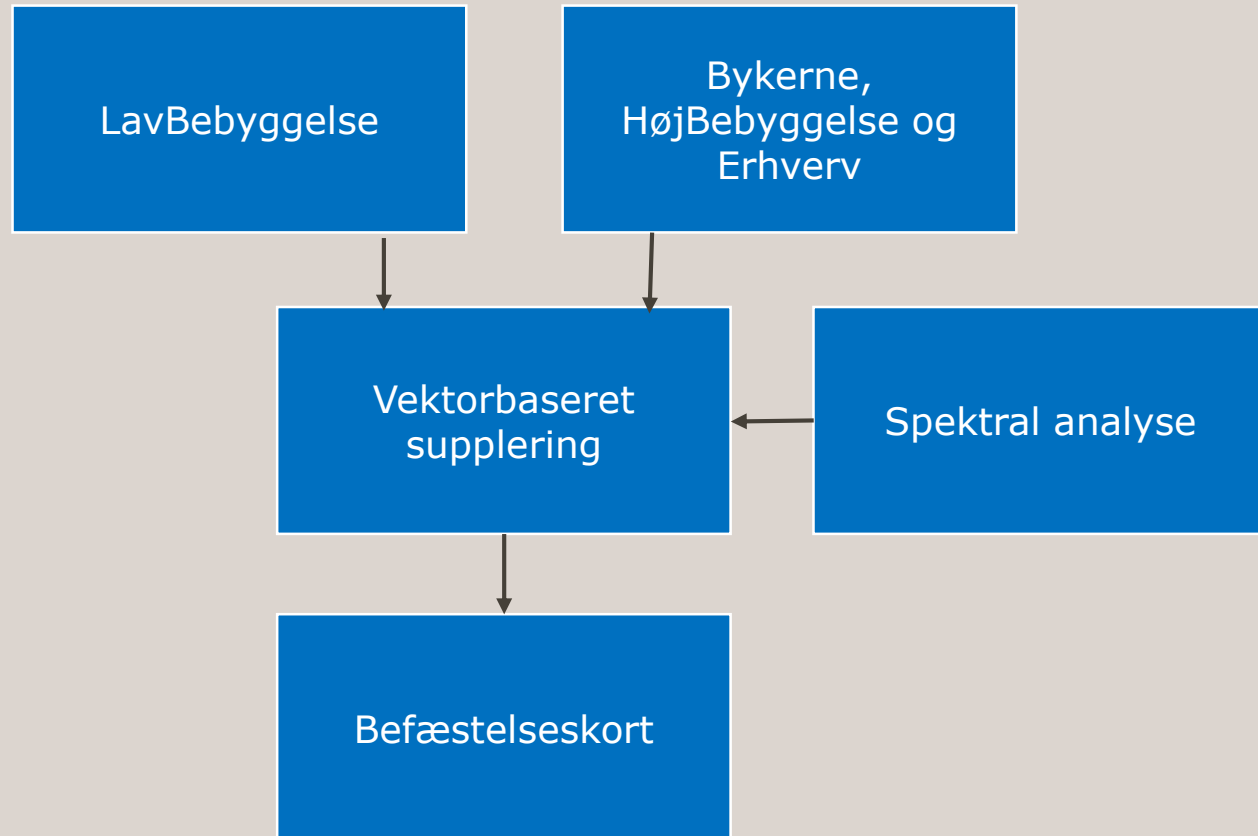 LavBebyggelse
Bykerne,
HøjBebyggelse og
Erhverv
Vektorbaseret
supplering
Spektral analyse
Befæstelseskort